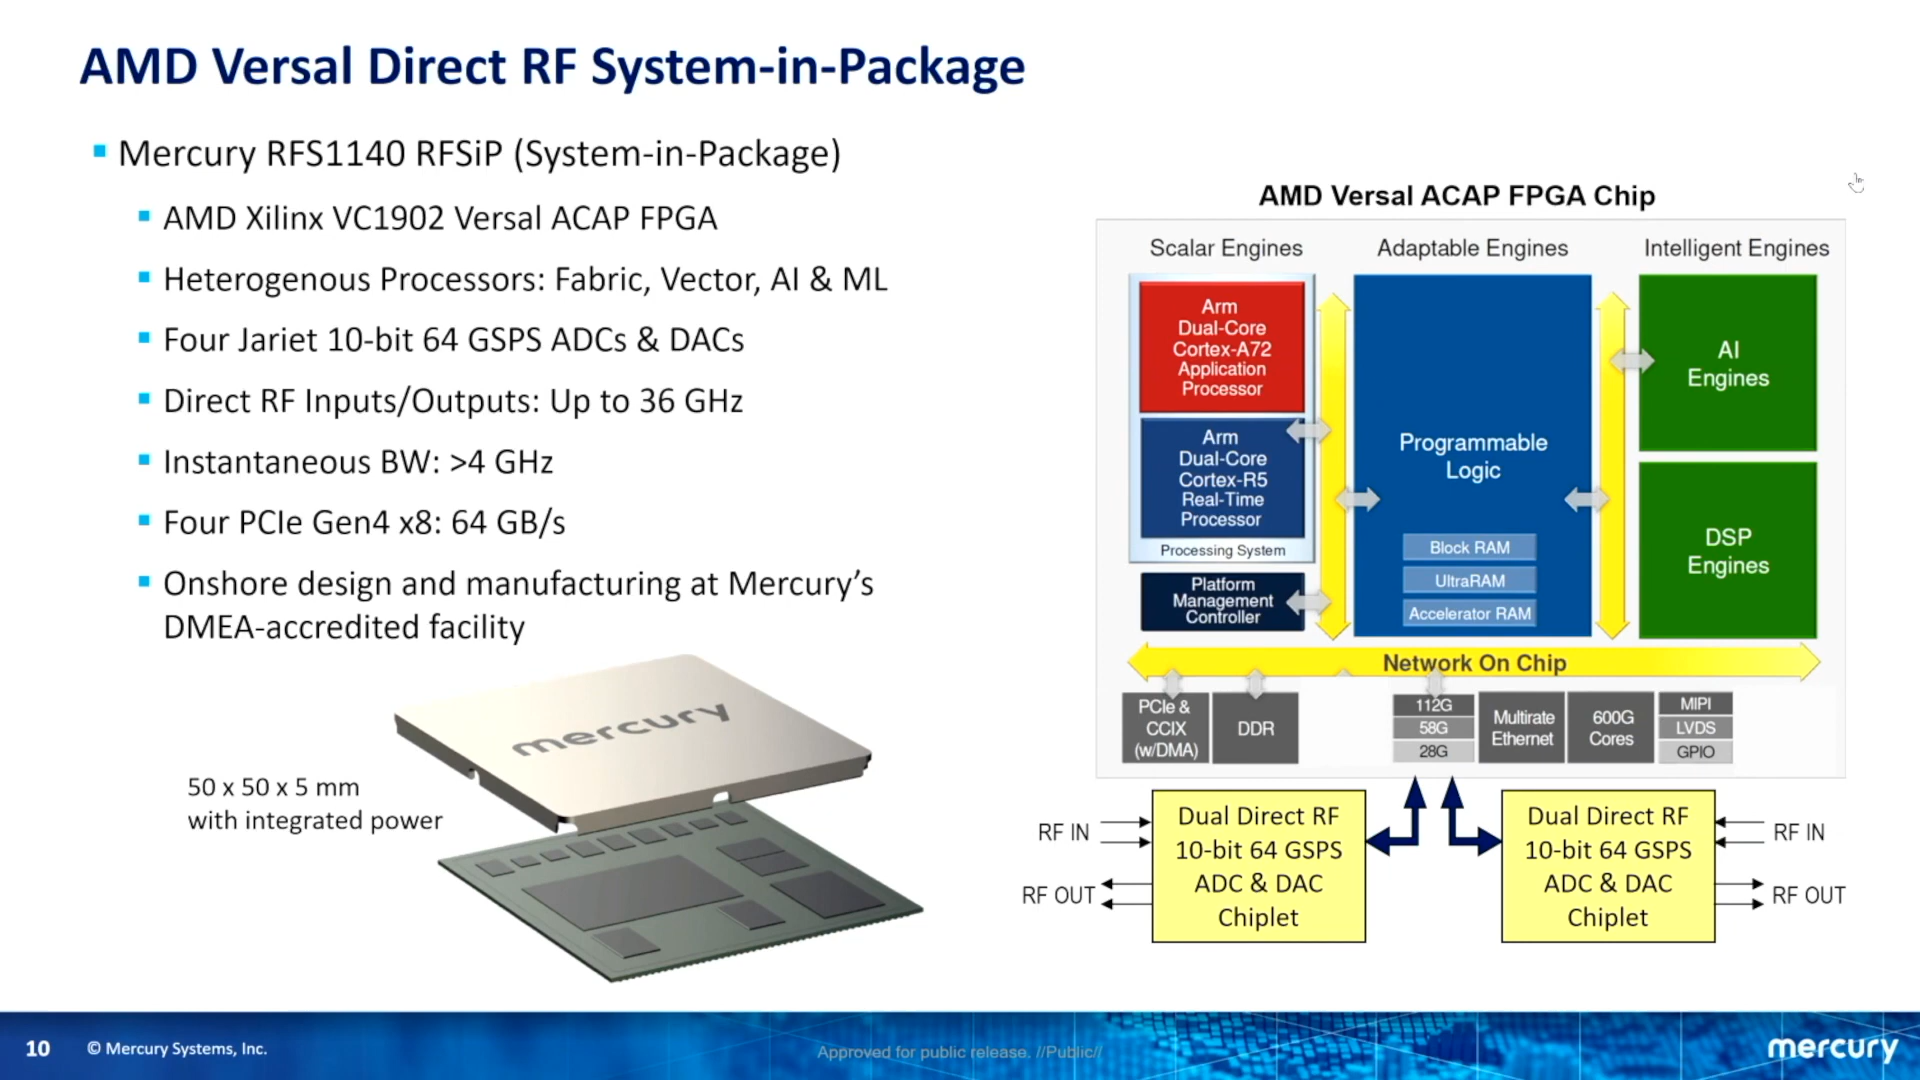 AMD Versal Direct RF System-in-Package
Mercury RFS1140 RFSiP (System-in-Package)
AMD Xilinx VC1902 Versal ACAP FPGA
Heterogenous Processors: Fabric, Vector, AI & ML
Four Jariet 10-bit 64 GSPS ADCs & DACs
Direct RF Inputs/Outputs: Up to 36 GHz
Instantaneous BW: >4 GHz
Four PCIe Gen4 x8: 64 GB/s
Onshore design and manufacturing at Mercury's
DMEA-accredited facility
mercury
50 x 50 x 5 mm
with integrated power
AMD Versal ACAP FPGA Chip
Scalar Engines
Adaptable Engines
Intelligent Engines
Arm
Dual-Core
Cortex-A72
Application
Processor
Arm
Dual-Core
Cortex-R5
Real-Time
Processor
Processing System
Platform
Management
Controller
Programmable
Logic
Block RAM
UltraRAM
Accelerator RAM
AI
Engines
DSP
Engines
Network On Chip
PCIe &
CCIX
(w/DMA)
DDR
112G
58G
28G
Multirate
Ethernet
600G
Cores
MIPI
LVDS
GPIO
RF IN
RF OUT
Dual Direct RF
10-bit 64 GSPS
ADC & DAC
Chiplet
Dual Direct RF
10-bit 64 GSPS
ADC & DAC
Chiplet
RF IN
RF OUT
10
© Mercury Systems, Inc.
Approved for public release. //Public//
mercury